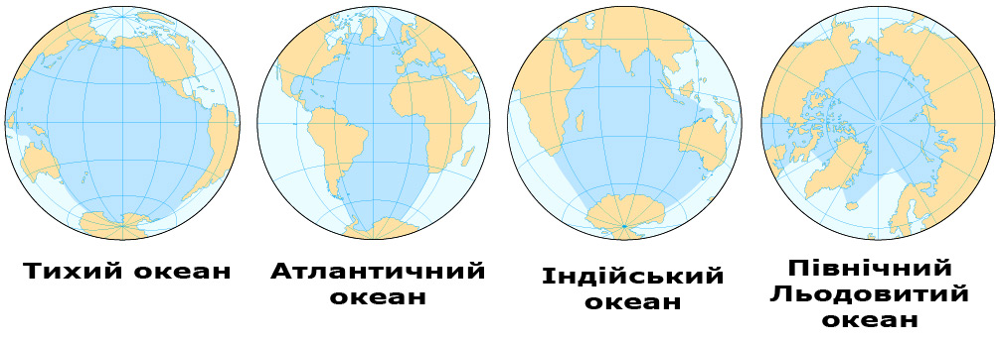 Тихий океан
Атлантичний
океан
Індійський
океан
Північний
Льодовитий
океан